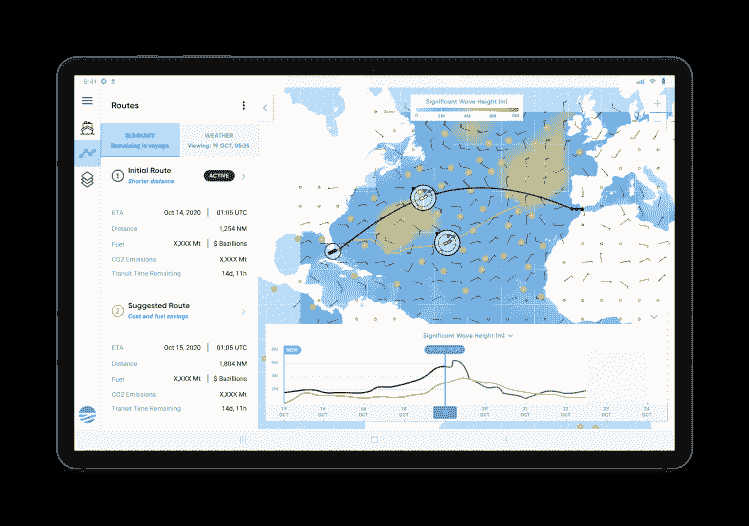 9:41
Routes
Remaining in voyage
WEATHER
Viewing: 19 OCT, 05:35
1 Initial Route
Shorter distance
ACTIVE
ETA Oct 14, 2020 01:05 UTC
Distance 1,254 NM
Fuel X,XXX Mt $ Bazillions
CO2 Emissions X,XXX Mt
Transit Time Remaining 14d, 11h
2 Suggested Route
Cost and fuel savings
ETA Oct 15, 2020 01:05 UTC
Distance 1,804 NM
Fuel X,XXX Mt $ Bazillions
CO2 Emissions X,XXX Mt
Transit Time Remaining 14d, 11h
Significant Wave Height (m)
0 2M 4M 6M 8M
Significant Wave Height (m)
8M
6M
4M
2M
NOW
15 OCT
16 OCT
17 OCT
18 OCT
20 OCT
21 OCT
22 OCT
23 OCT
24 OCT